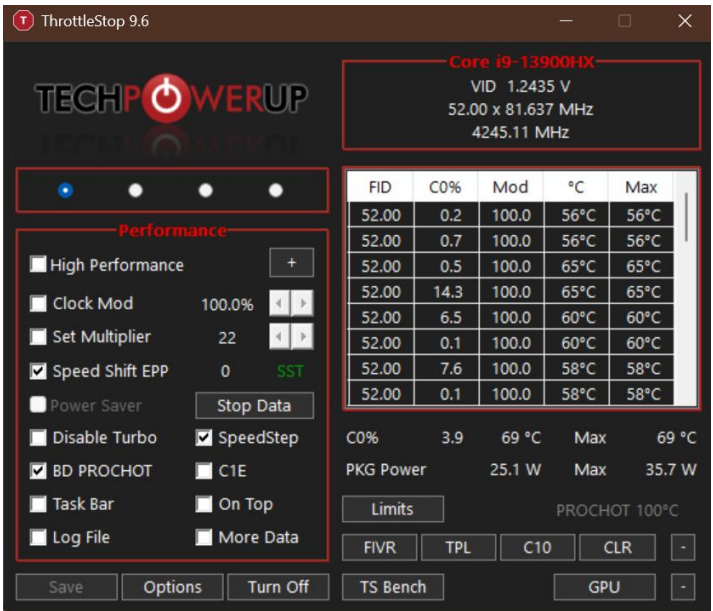 T ThrottleStop 9.6
TECHPOWERUP
Core i9-13900HX
VID 1.2435 V
52.00 x 81.637 MHz
4245.11 MHz
FID C0% Mod °C Max
52.00 0.2 100.0 56°C 56°C
52.00 0.7 100.0 56°C 56°C
52.00 0.5 100.0 65°C 65°C
52.00 14.3 100.0 65°C 65°C
52.00 6.5 100.0 60°C 60°C
52.00 0.1 100.0 60°C 60°C
52.00 7.6 100.0 58°C 58°C
52.00 0.1 100.0 58°C 58°C
Performance
High Performance +
Clock Mod 100.0%
Set Multiplier 22
Speed Shift EPP 0 SST
Power Saver Stop Data
Disable Turbo SpeedStep
BD PROCHOT C1E
Task Bar On Top
Log File More Data
C0% 3.9 69 °C Max 69 °C
PKG Power 25.1 W Max 35.7 W
Limits PROCHOT 100°C
FIVR TPL C10 CLR -
Save Options Turn Off TS Bench GPU -